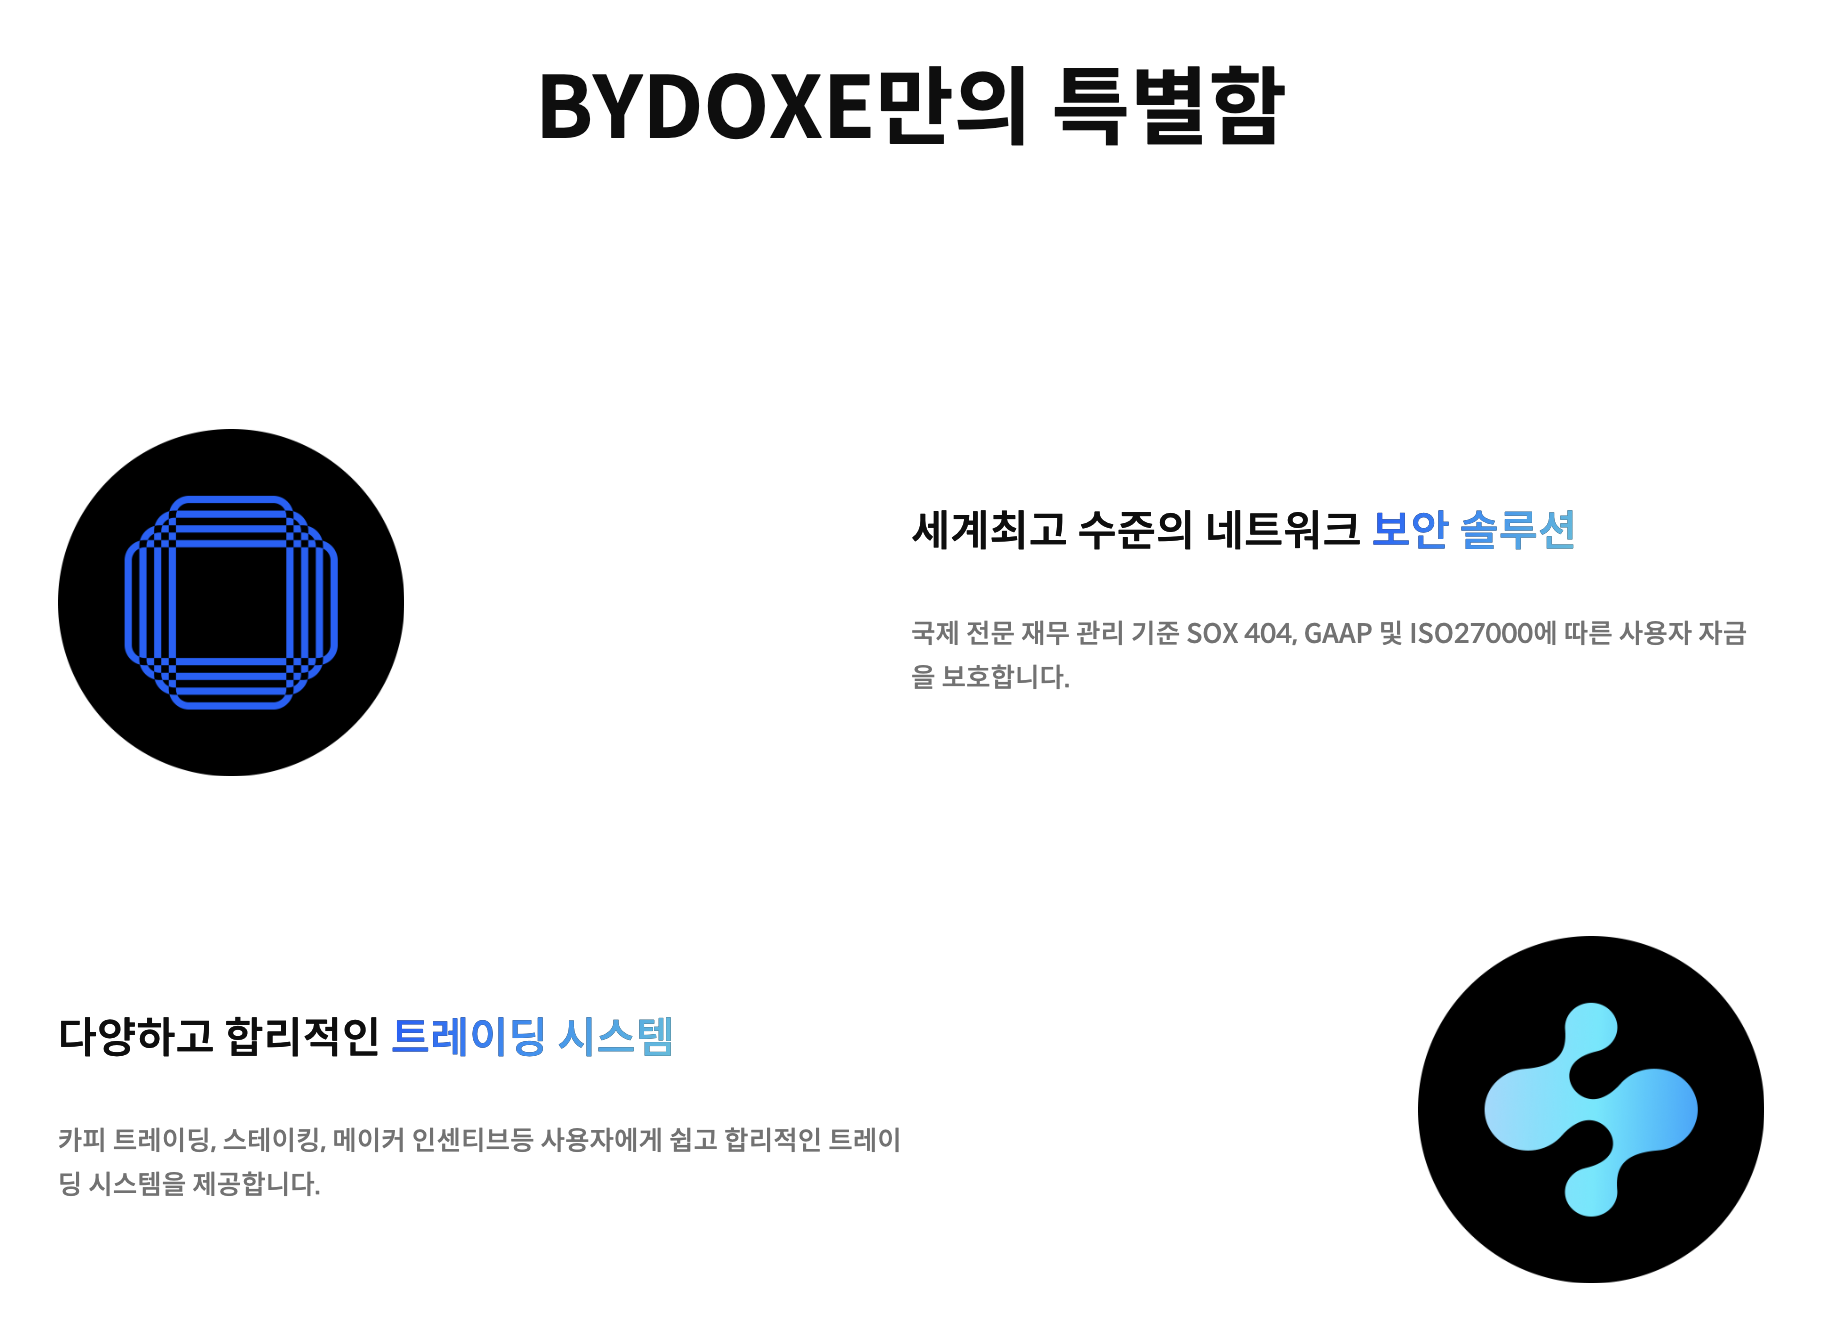 BYDOXE만의 특별함
세계최고 수준의 네트워크 보안 솔루션
국제 전문 재무 관리 기준 SOX 404, GAAP 및 ISO27000에 따른 사용자 자금
을 보호합니다.
다양하고 합리적인 트레이딩 시스템
카피 트레이딩, 스테이킹, 메이커 인센티브등 사용자에게 쉽고 합리적인 트레이
딩 시스템을 제공합니다.